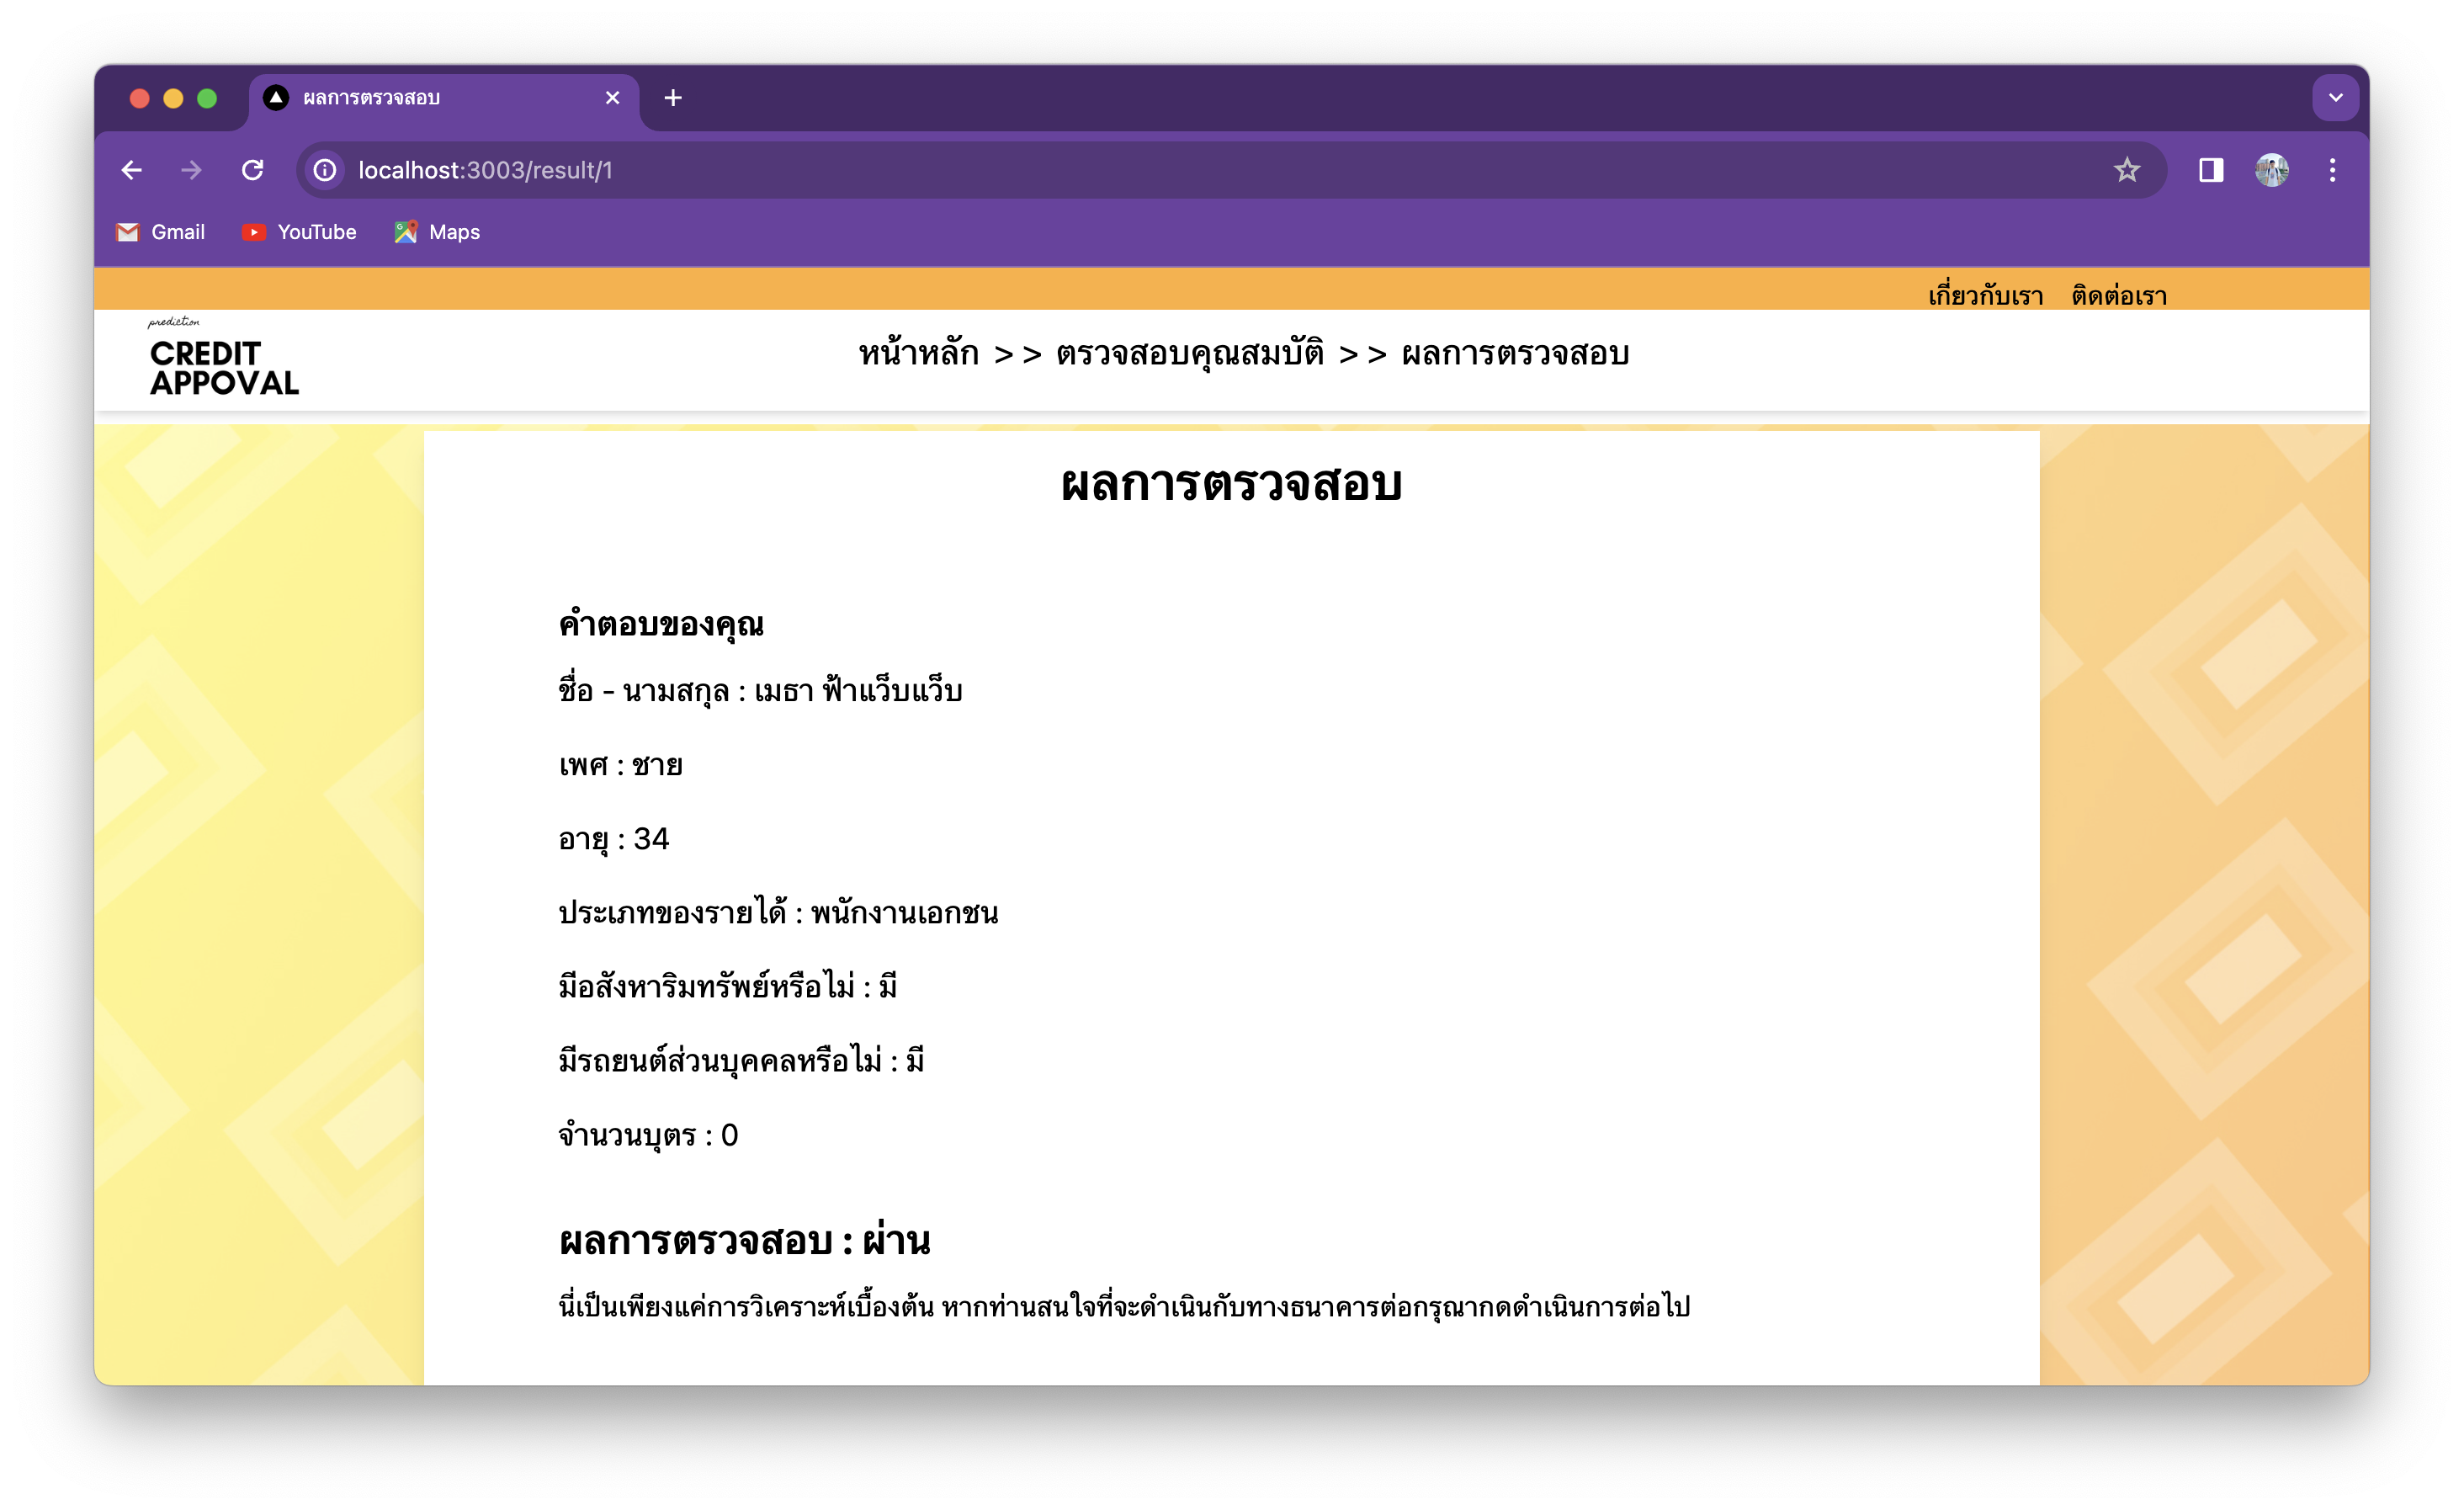 ผลการตรวจสอบ
localhost:3003/result/1
Gmail YouTube Maps
เกี่ยวกับเรา ติดต่อเรา
prediction
CREDIT
APPOVAL
หน้าหลัก >> ตรวจสอบคุณสมบัติ >> ผลการตรวจสอบ
ผลการตรวจสอบ
คำตอบของคุณ
ชื่อ - นามสกุล : เมธา ฟ้าแว็บแว็บ
เพศ : ชาย
อายุ : 34
ประเภทของรายได้ : พนักงานเอกชน
มีอสังหาริมทรัพย์หรือไม่ : มี
มีรถยนต์ส่วนบุคคลหรือไม่ : มี
จำนวนบุตร : 0
ผลการตรวจสอบ : ผ่าน
นี่เป็นเพียงแค่การวิเคราะห์เบื้องต้น หากท่านสนใจที่จะดำเนินกับทางธนาคารต่อกรุณากดดำเนินการต่อไป